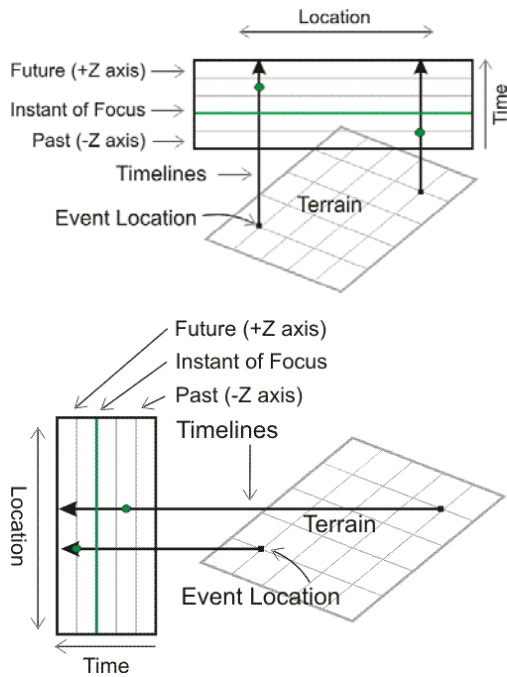 Location
Future (+Z axis)
Instant of Focus
Past (-Z axis)
Time
Timelines
Event Location
Terrain
Future (+Z axis)
Instant of Focus
Past (-Z axis)
Timelines
Location
Terrain
Event Location
Time